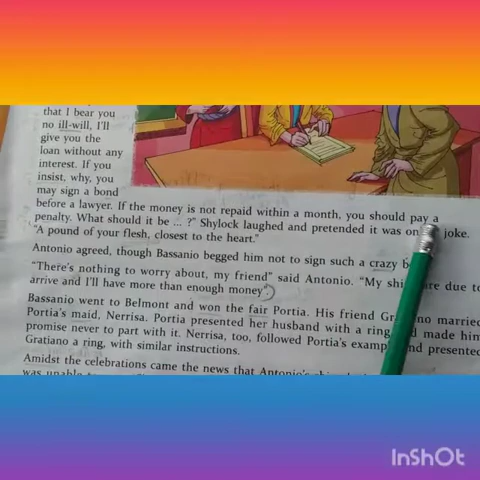 that I bear you
no ill-will, I'll
give you the
loan without any
interest. If you
insist, why, you
may sign a bond
before a lawyer. If the money is not repaid within a month, you should pay a
penalty. What should it be ... ?" Shylock laughed and pretended it was on joke.
"A pound of your flesh, closest to the heart."
Antonio agreed, though Bassanio begged him not to sign such a crazy b
"There's nothing to worry about, my friend" said Antonio. "My shi are due to
arrive and I'll have more than enough money".
Bassanio went to Belmont and won the fair Portia. His friend Gr no married
Portia's maid, Nerrisa. Portia presented her husband with a ring made him
promise never to part with it. Nerrisa, too, followed Portia's examp nd presented
Gratiano a ring, with similar instructions.
Amidst the celebrations came the news that Antonio's
was unable
InShOt